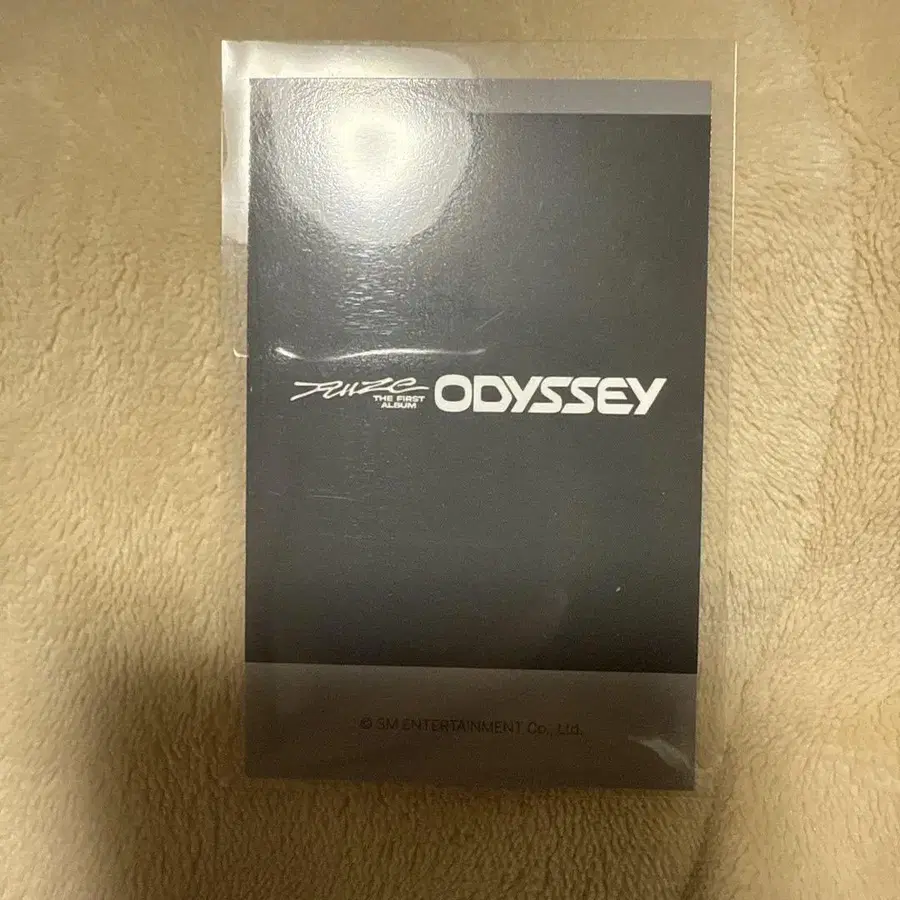 RIIZE
THE FIRST
ALBUM
ODYSSEY
© SM ENTERTAINMENT Co., Ltd.